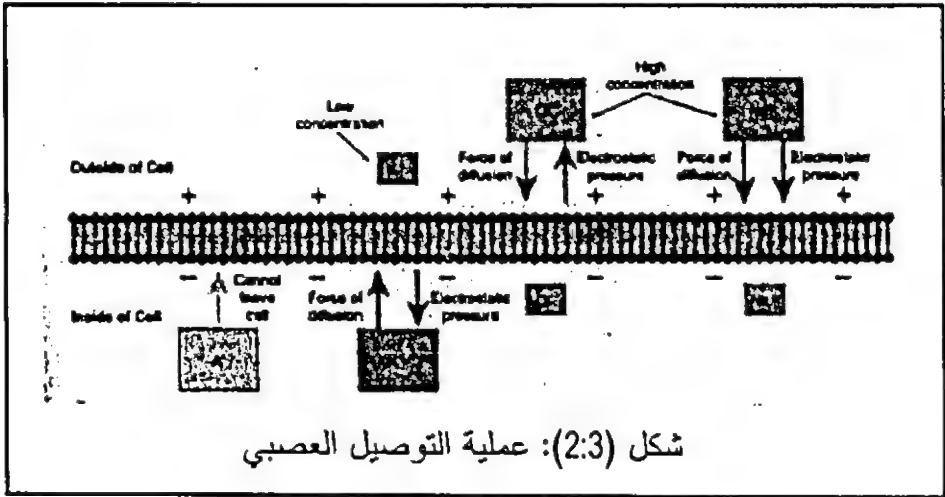 High
concentration
Low
concentration
Outside of Cell
Force of
diffusion
Electrostatic
pressure
Force of
diffusion
Electrostatic
pressure
+ + + + + +
− − − − − −
Cannot
leave
cell
Force of
diffusion
Electrostatic
pressure
Inside of Cell
شكل (2:3): عملية التوصيل العصبي